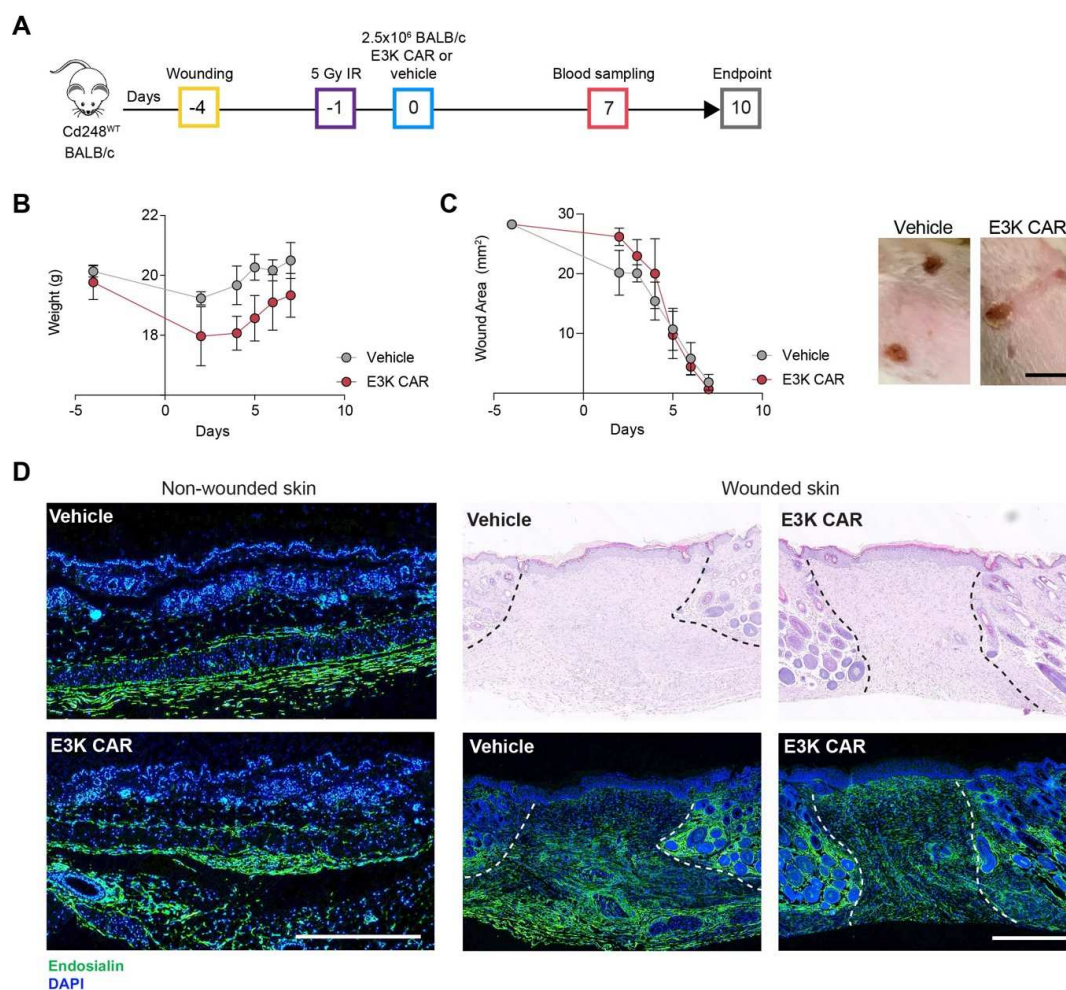 A
2.5x10⁶ BALB/c
E3K CAR or
vehicle
Wounding
5 Gy IR
Blood sampling
Endpoint
Days
-4
-1
0
7
10
Cd248ᵂᵀ
BALB/c
B
22
20
18
Weight (g)
Vehicle
E3K CAR
-5
0
5
10
Days
C
30
20
10
Wound Area (mm²)
Vehicle
E3K CAR
-5
0
5
10
Days
Vehicle
E3K CAR
D
Non-wounded skin
Wounded skin
Vehicle
Vehicle
E3K CAR
E3K CAR
Vehicle
E3K CAR
Endosialin
DAPI